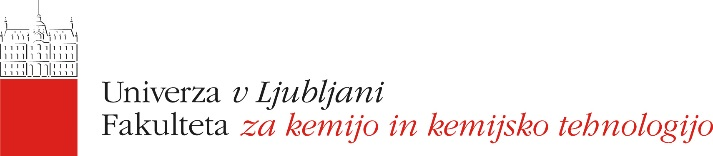 Univerza v Ljubljani
Fakulteta za kemijo in kemijsko tehnologijo